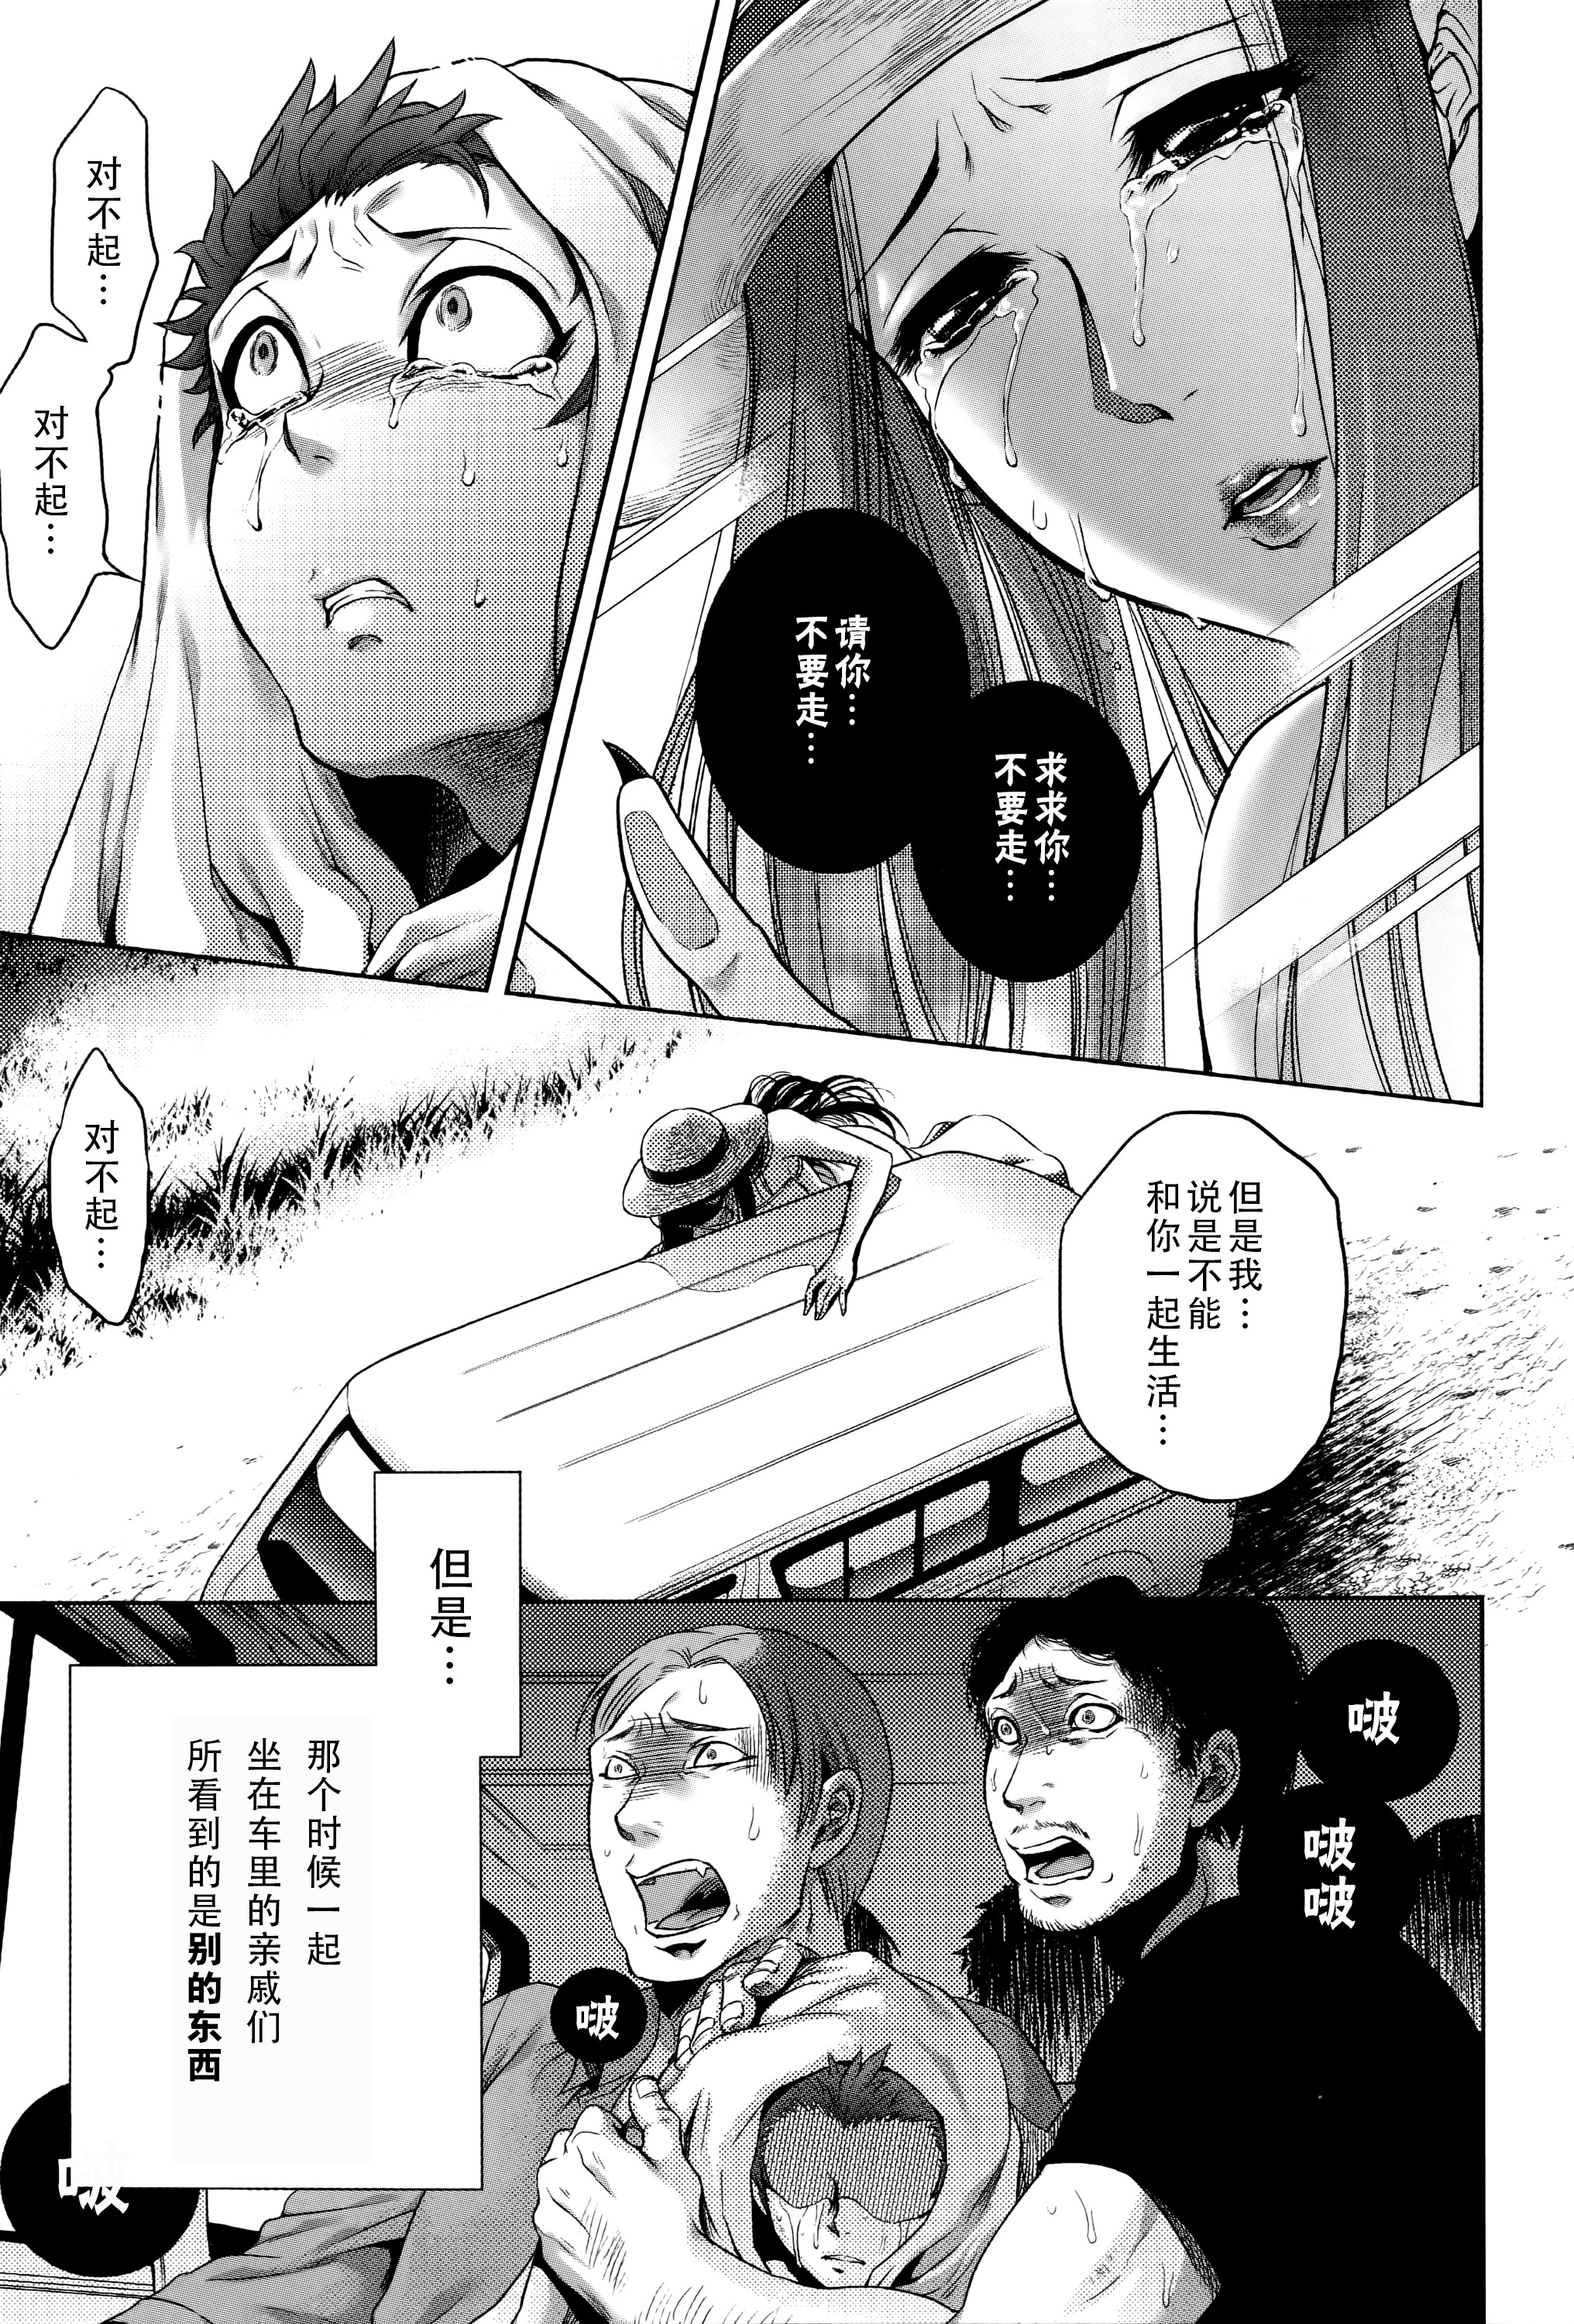 请你…
不要走…
求求你…
不要走…
对不起…
对不起…
但是我…
说是不能
和你一起生活…
对不起…
但是…
那个时候一起
坐在车里的亲戚们
所看到的是别的东西
啵
啵
啵
啵
啵